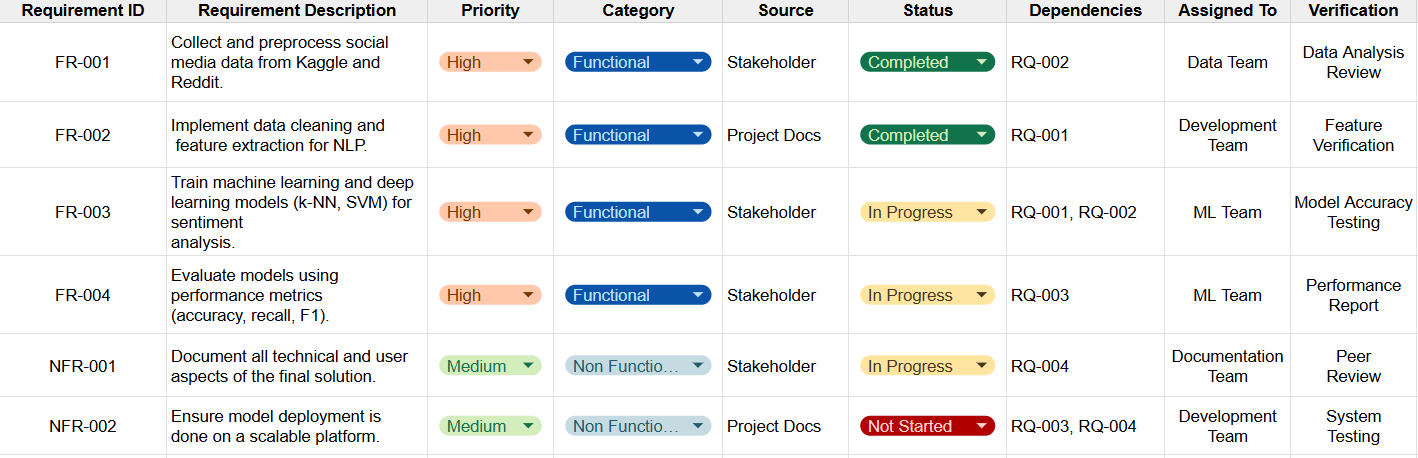 Requirement ID Requirement Description Priority Category Source Status Dependencies Assigned To Verification
FR-001
Collect and preprocess social
media data from Kaggle and
Reddit.
High
Functional
Stakeholder
Completed
RQ-002
Data Team
Data Analysis
Review
FR-002
Implement data cleaning and
feature extraction for NLP.
High
Functional
Project Docs
Completed
RQ-001
Development
Team
Feature
Verification
FR-003
Train machine learning and deep
learning models (k-NN, SVM) for
sentiment
analysis.
High
Functional
Stakeholder
In Progress
RQ-001, RQ-002
ML Team
Model Accuracy
Testing
FR-004
Evaluate models using
performance metrics
(accuracy, recall, F1).
High
Functional
Stakeholder
In Progress
RQ-003
ML Team
Performance
Report
NFR-001
Document all technical and user
aspects of the final solution.
Medium
Non Functio...
Stakeholder
In Progress
RQ-004
Documentation
Team
Peer
Review
NFR-002
Ensure model deployment is
done on a scalable platform.
Medium
Non Functio...
Project Docs
Not Started
RQ-003, RQ-004
Development
Team
System
Testing